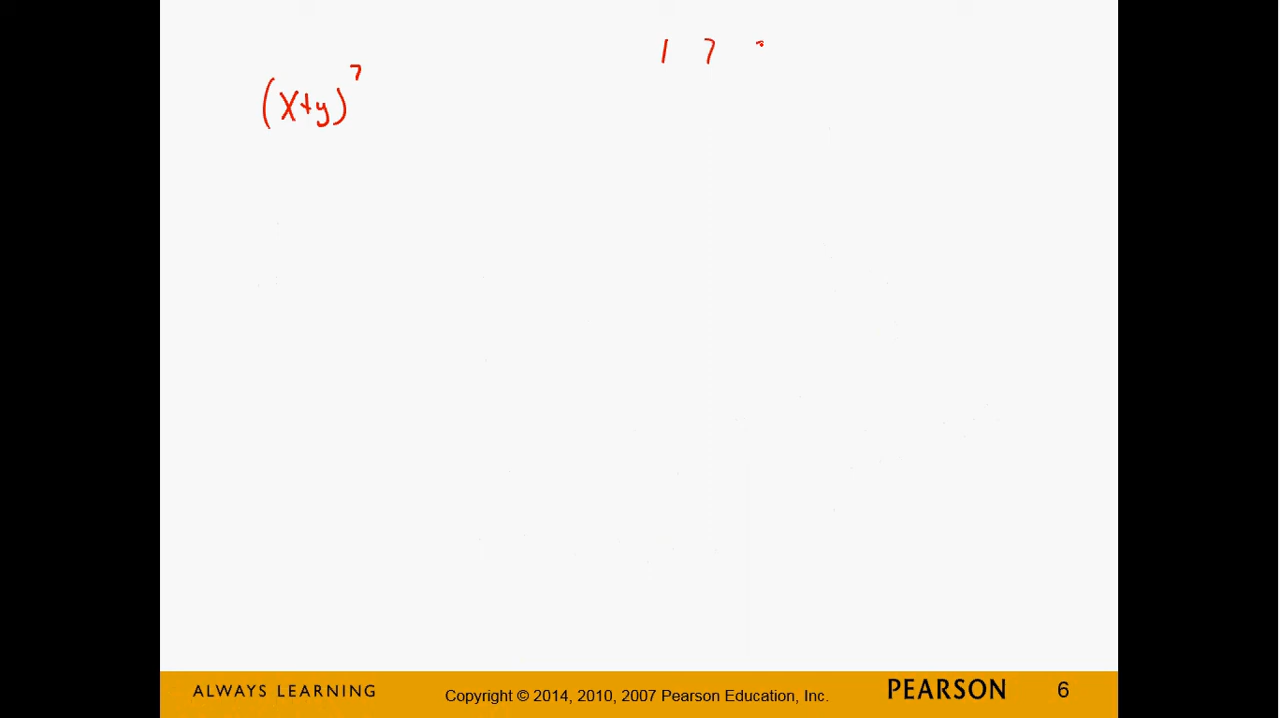 1 7
(x+y)^7
ALWAYS LEARNING
Copyright © 2014, 2010, 2007 Pearson Education, Inc.
PEARSON
6